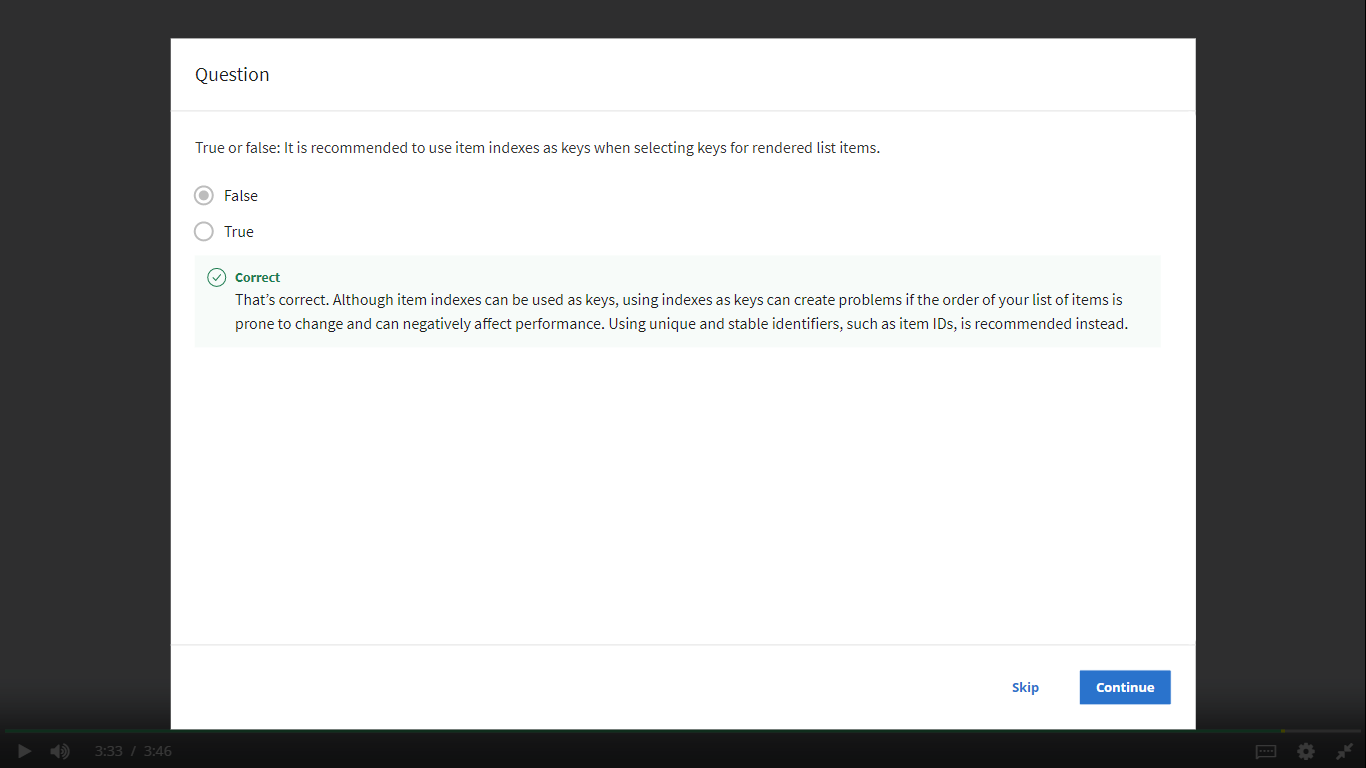 Question
True or false: It is recommended to use item indexes as keys when selecting keys for rendered list items.
False
True
Correct
That’s correct. Although item indexes can be used as keys, using indexes as keys can create problems if the order of your list of items is
prone to change and can negatively affect performance. Using unique and stable identifiers, such as item IDs, is recommended instead.
Skip
Continue
3:33 / 3:46